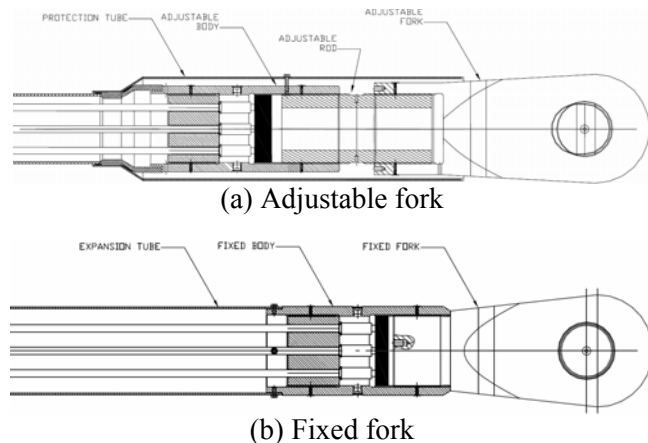 PROTECTION TUBE
ADJUSTABLE
BODY
ADJUSTABLE
ROD
ADJUSTABLE
FORK
(a) Adjustable fork
EXPANSION TUBE
FIXED BODY
FIXED FORK
(b) Fixed fork